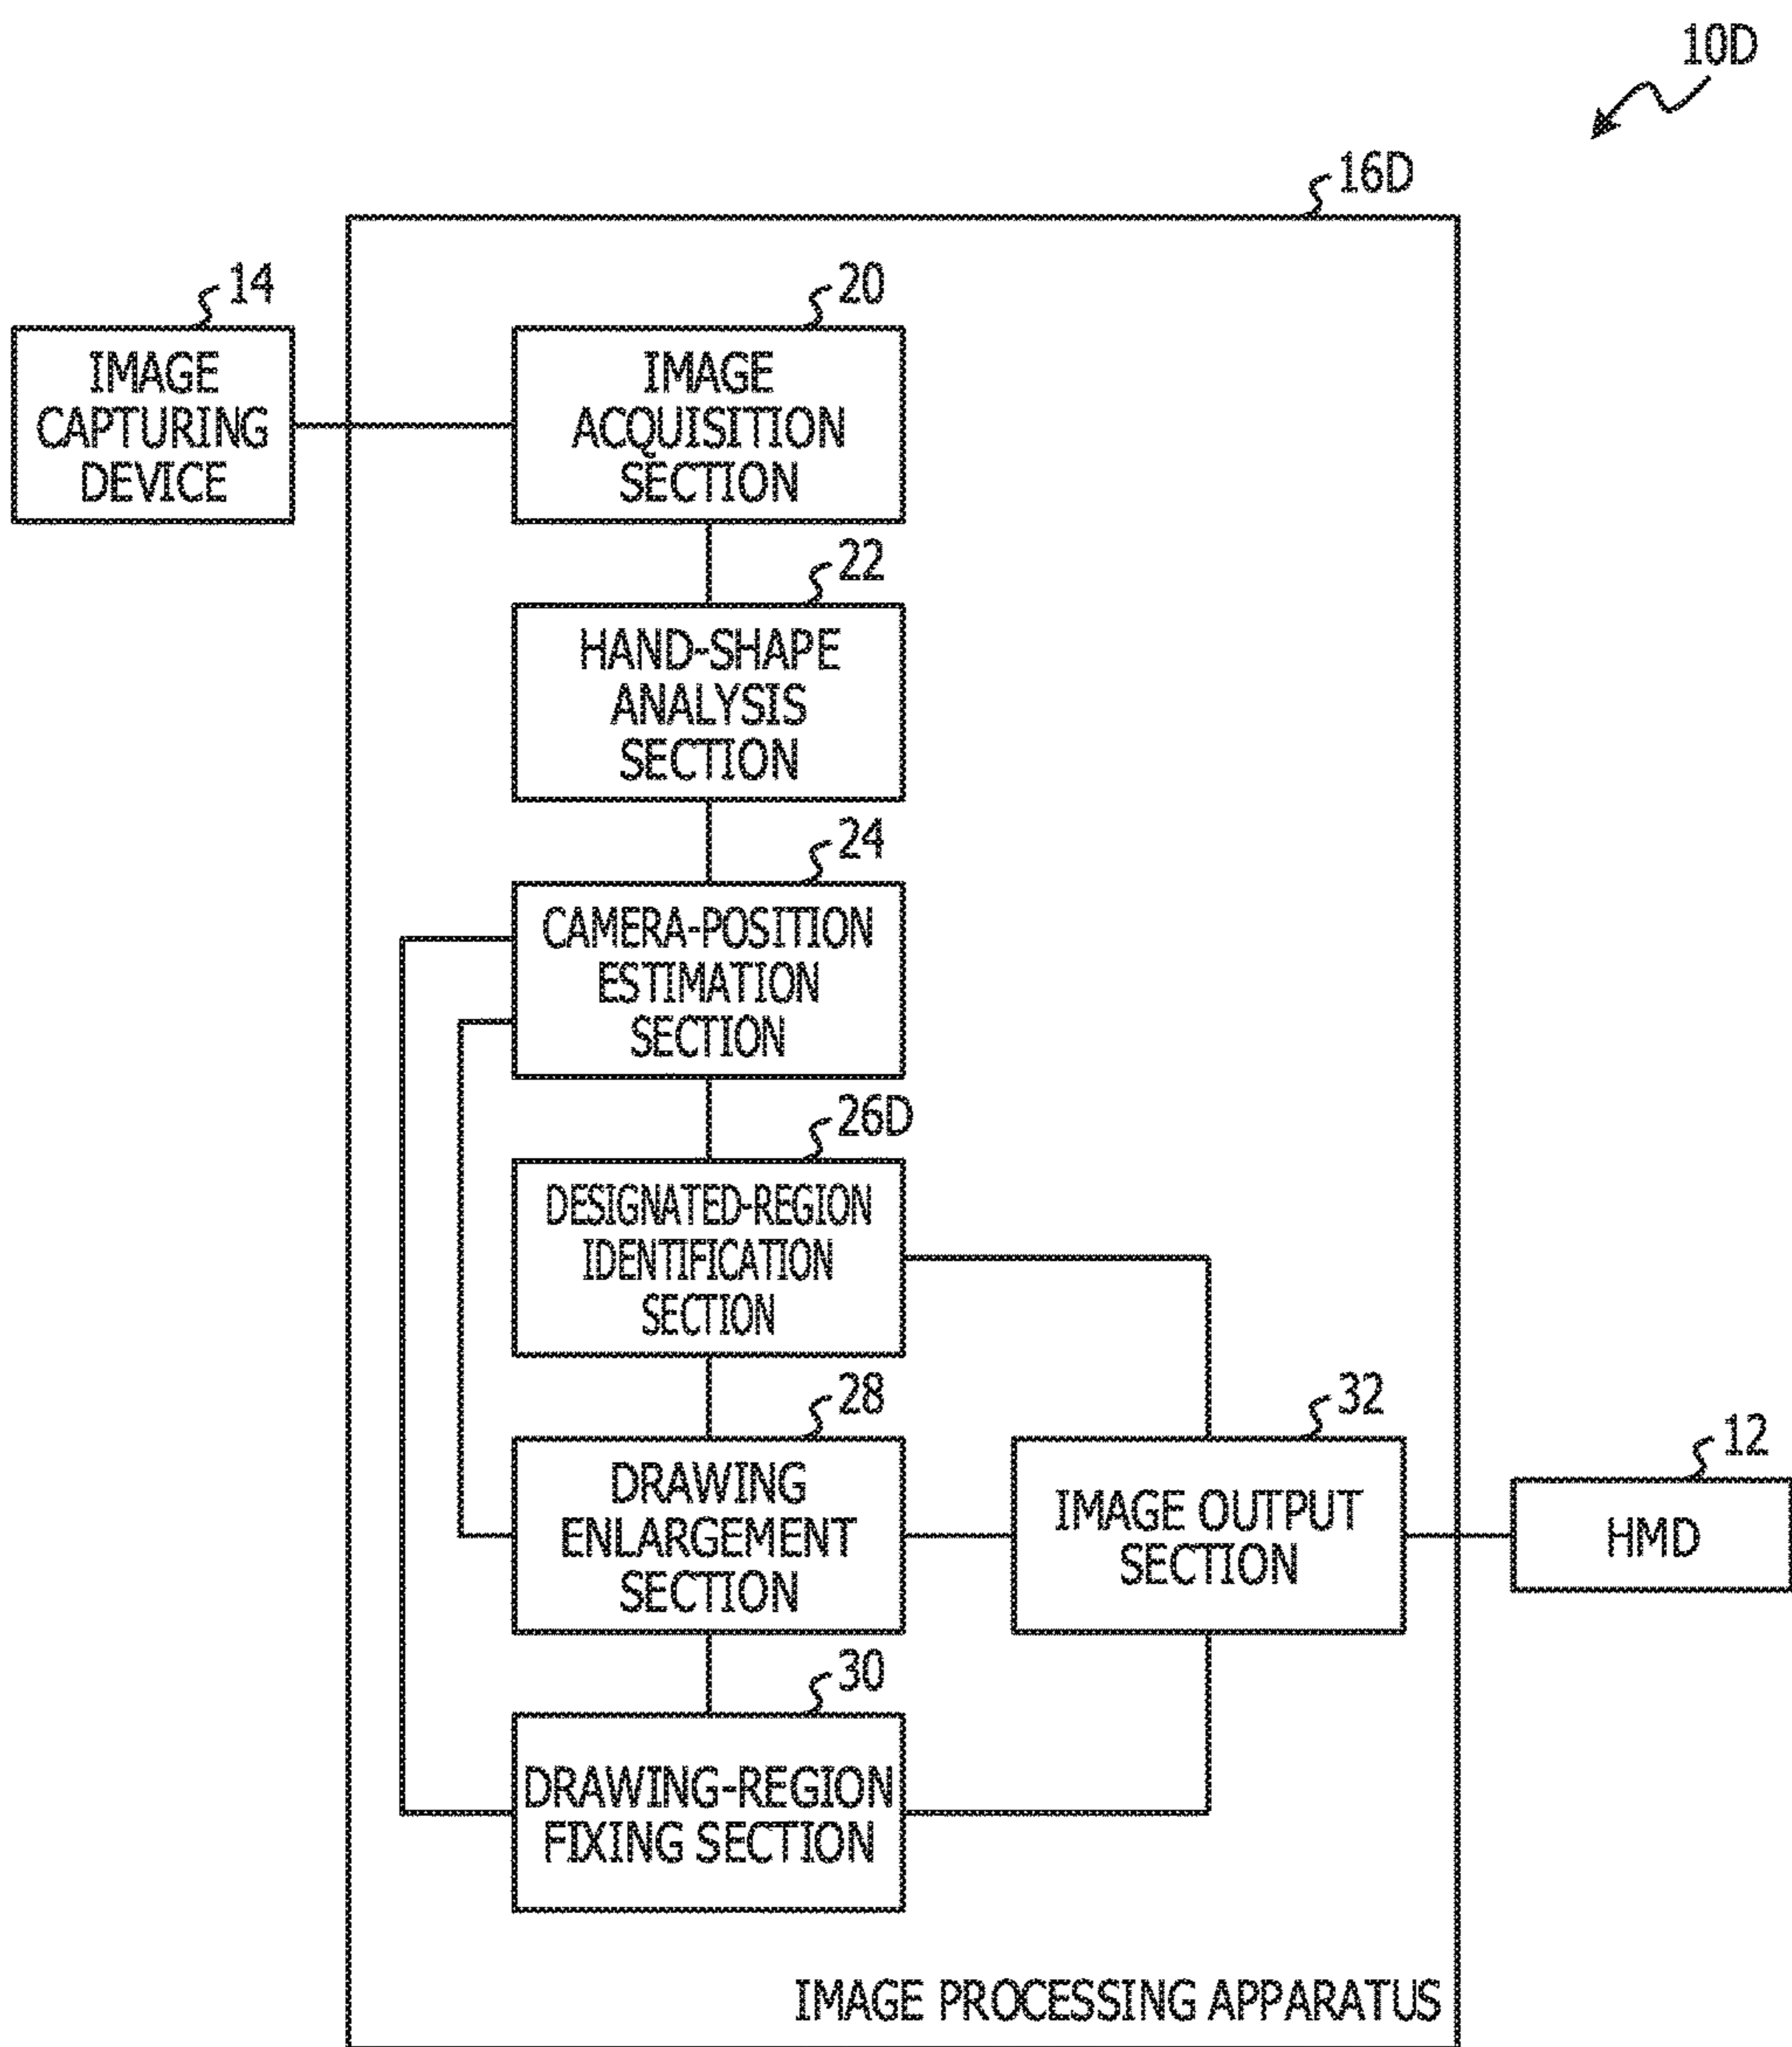 10D
16D
14
IMAGE
CAPTURING
DEVICE
20
IMAGE
ACQUISITION
SECTION
22
HAND-SHAPE
ANALYSIS
SECTION
24
CAMERA-POSITION
ESTIMATION
SECTION
26D
DESIGNATED-REGION
IDENTIFICATION
SECTION
28
DRAWING
ENLARGEMENT
SECTION
32
IMAGE OUTPUT
SECTION
12
HMD
30
DRAWING-REGION
FIXING SECTION
IMAGE PROCESSING APPARATUS